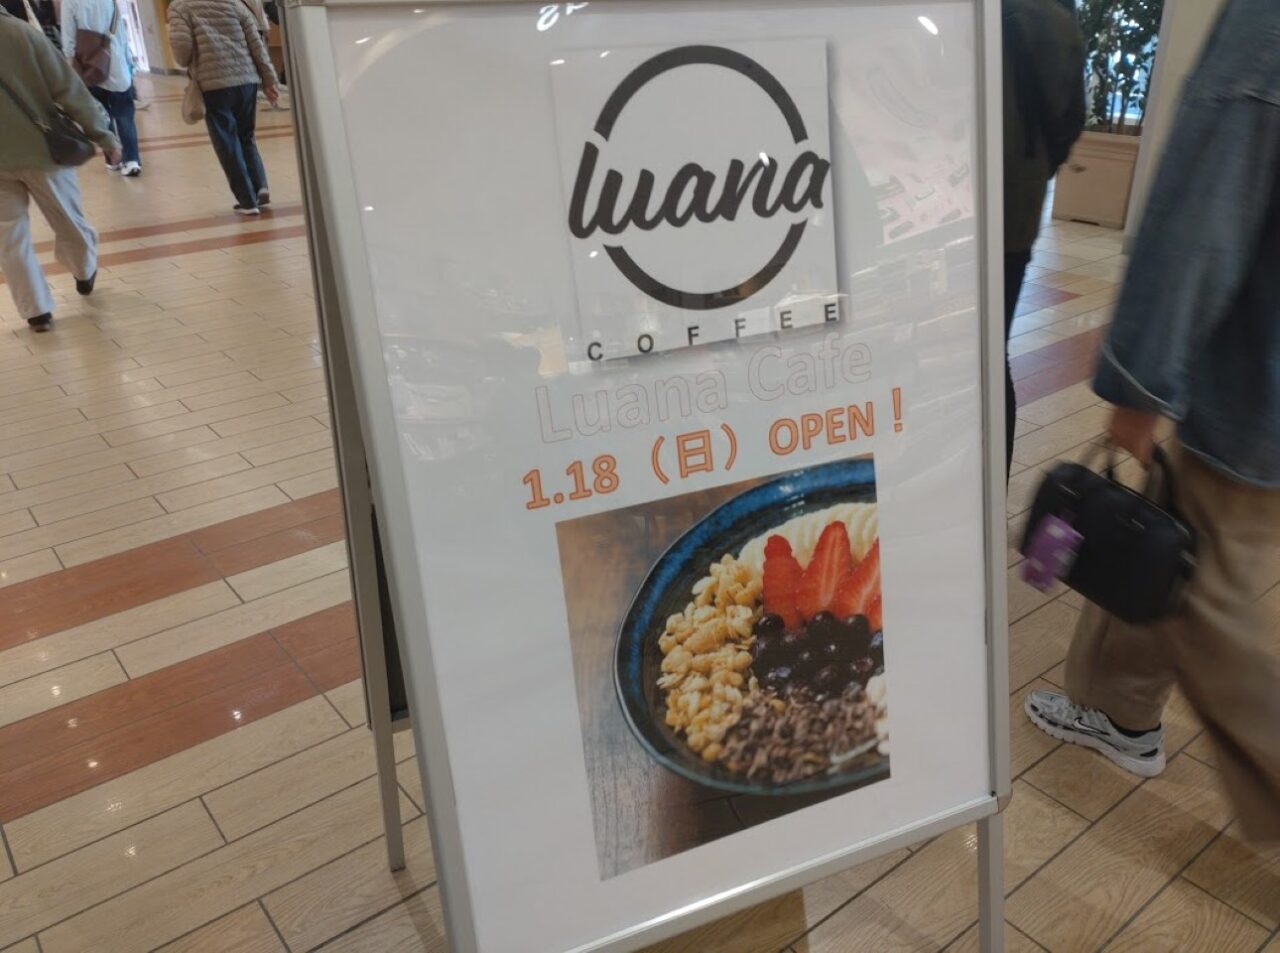 luana
COFFEE
Luana Cafe
1.18（日）OPEN！